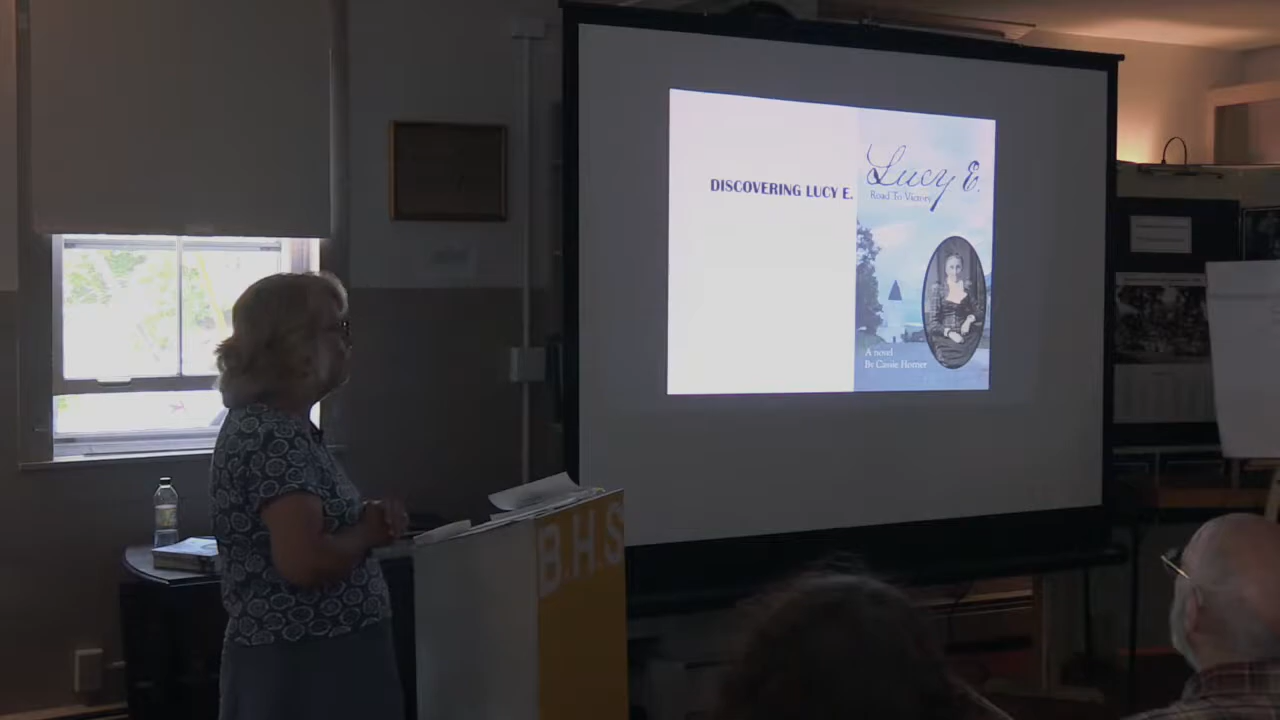 DISCOVERING LUCY E.
Lucy E.
Road To Victory
A novel
By Cassie Horner
B.H.S